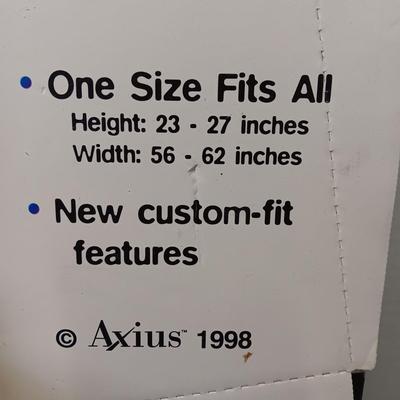 • One Size Fits All
Height: 23 - 27 inches
Width: 56 - 62 inches
• New custom-fit
features
© Axius™ 1998